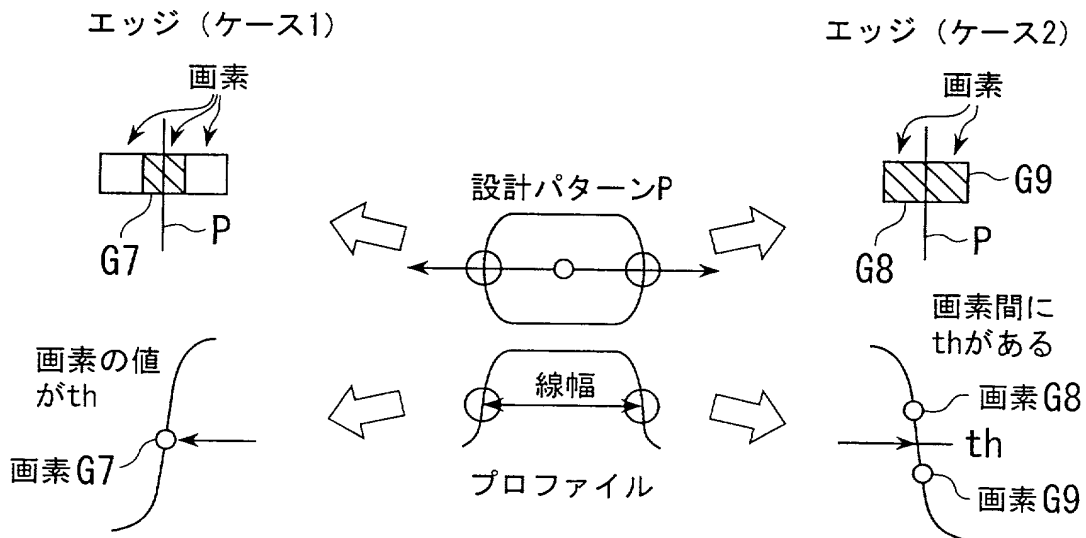 エッジ（ケース1）
画素
G7
P
設計パターンP
エッジ（ケース2）
画素
G9
G8
P
画素の値
がth
画素G7
線幅
プロファイル
画素間に
thがある
画素G8
th
画素G9